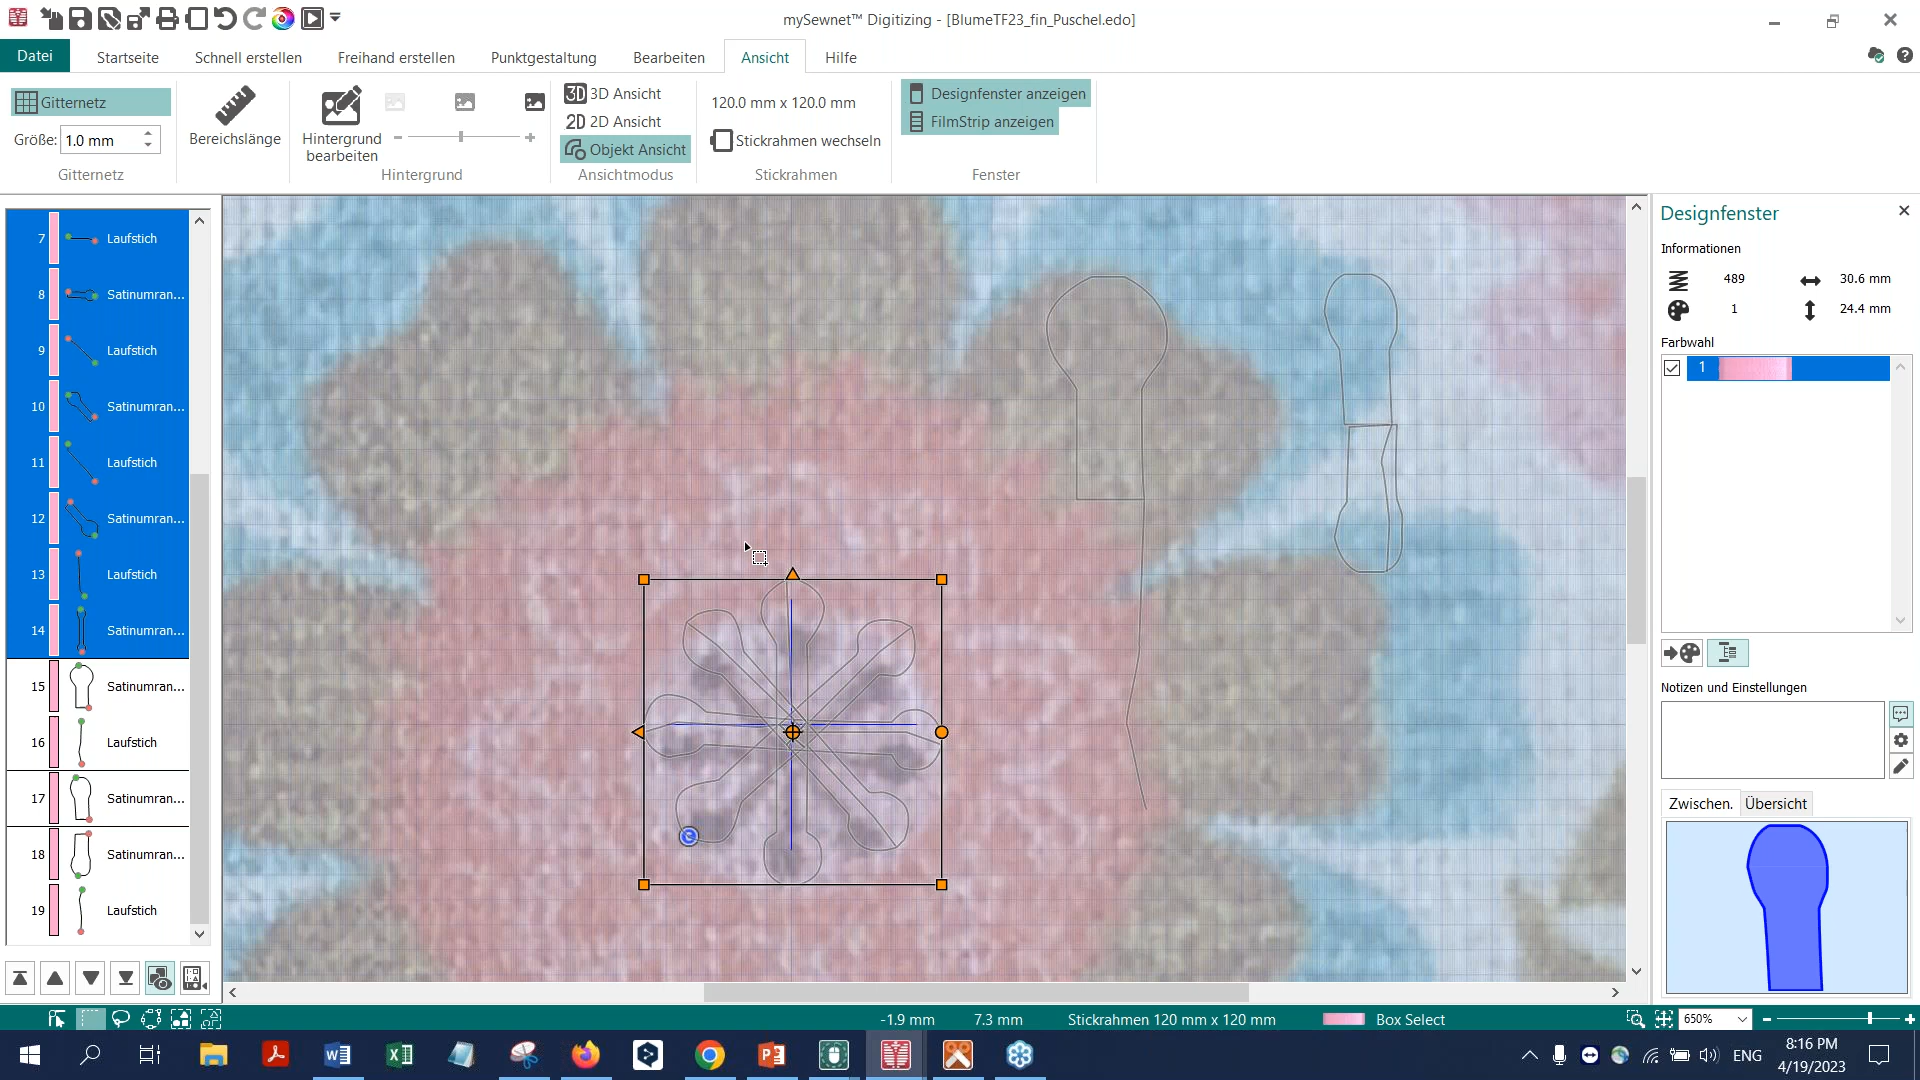 mySewnet™ Digitizing - [BlumeTF23_fin_Puschel.edo]
Datei
Startseite
Schnell erstellen
Freihand erstellen
Punktgestaltung
Bearbeiten
Ansicht
Hilfe
Gitternetz
Größe: 1.0 mm
Gitternetz
Bereichslänge
Hintergrund
bearbeiten
Hintergrund
3D 3D Ansicht
2D 2D Ansicht
Objekt Ansicht
Ansichtmodus
120.0 mm x 120.0 mm
Stickrahmen wechseln
Stickrahmen
Designfenster anzeigen
FilmStrip anzeigen
Fenster
7 Laufstich
8 Satinumran...
9 Laufstich
10 Satinumran...
11 Laufstich
12 Satinumran...
13 Laufstich
14 Satinumran...
15 Satinumran...
16 Laufstich
17 Satinumran...
18 Satinumran...
19 Laufstich
Designfenster
Informationen
489
30.6 mm
1
24.4 mm
Farbwahl
1
Notizen und Einstellungen
Zwischen.
Übersicht
-1.9 mm
7.3 mm
Stickrahmen 120 mm x 120 mm
Box Select
650%
ENG
8:16 PM
4/19/2023